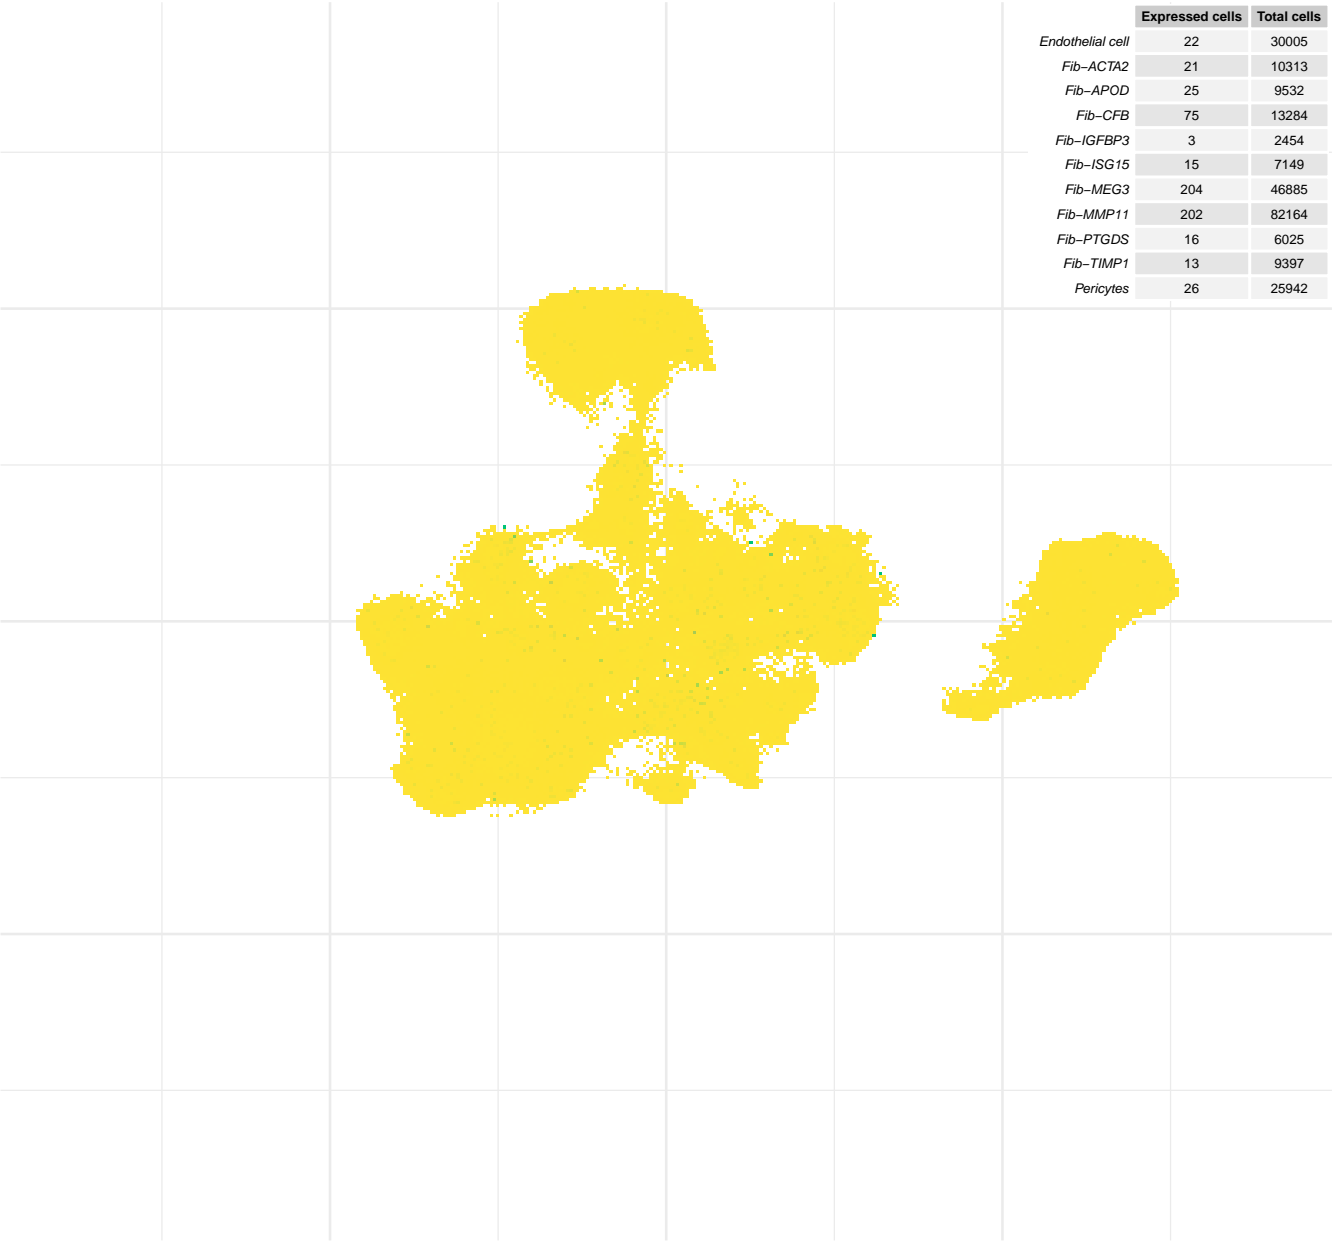 Expressed cells Total cells
Endothelial cell 22 30005
Fib−ACTA2 21 10313
Fib−APOD 25 9532
Fib−CFB 75 13284
Fib−IGFBP3 3 2454
Fib−ISG15 15 7149
Fib−MEG3 204 46885
Fib−MMP11 202 82164
Fib−PTGDS 16 6025
Fib−TIMP1 13 9397
Pericytes 26 25942